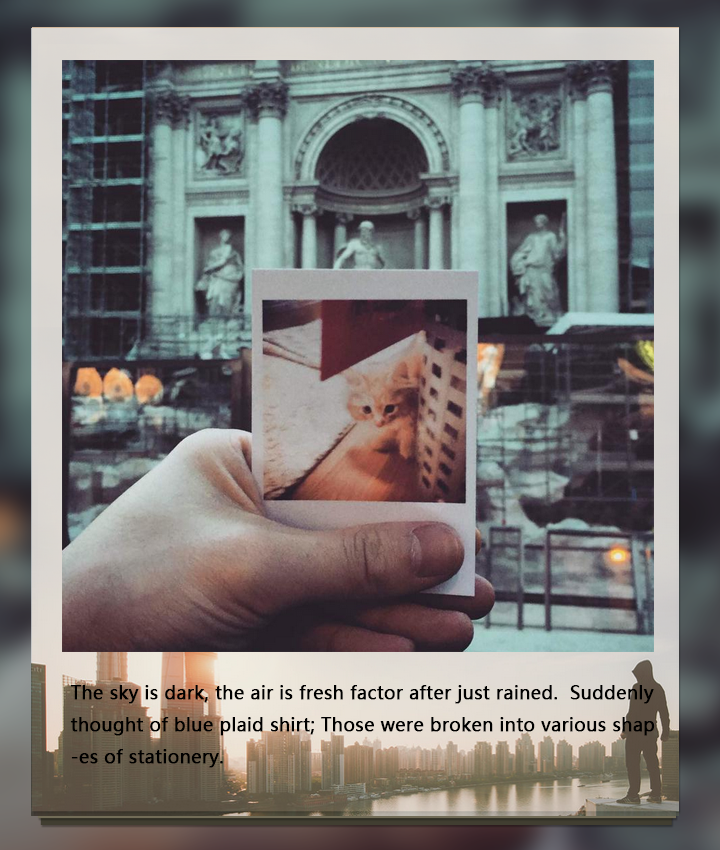 The sky is dark, the air is fresh factor after just rained.  Suddenly
thought of blue plaid shirt; Those were broken into various shap
-es of stationery.